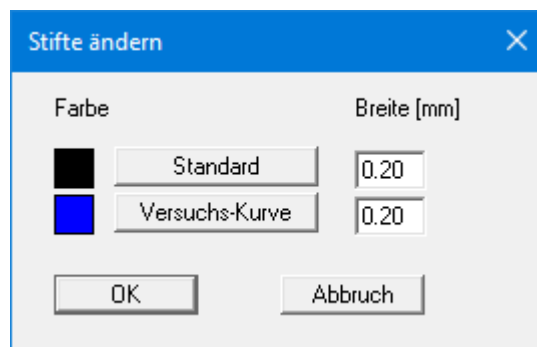 Stifte ändern
Farbe Breite [mm]
Standard 0.20
Versuchs-Kurve 0.20
OK Abbruch